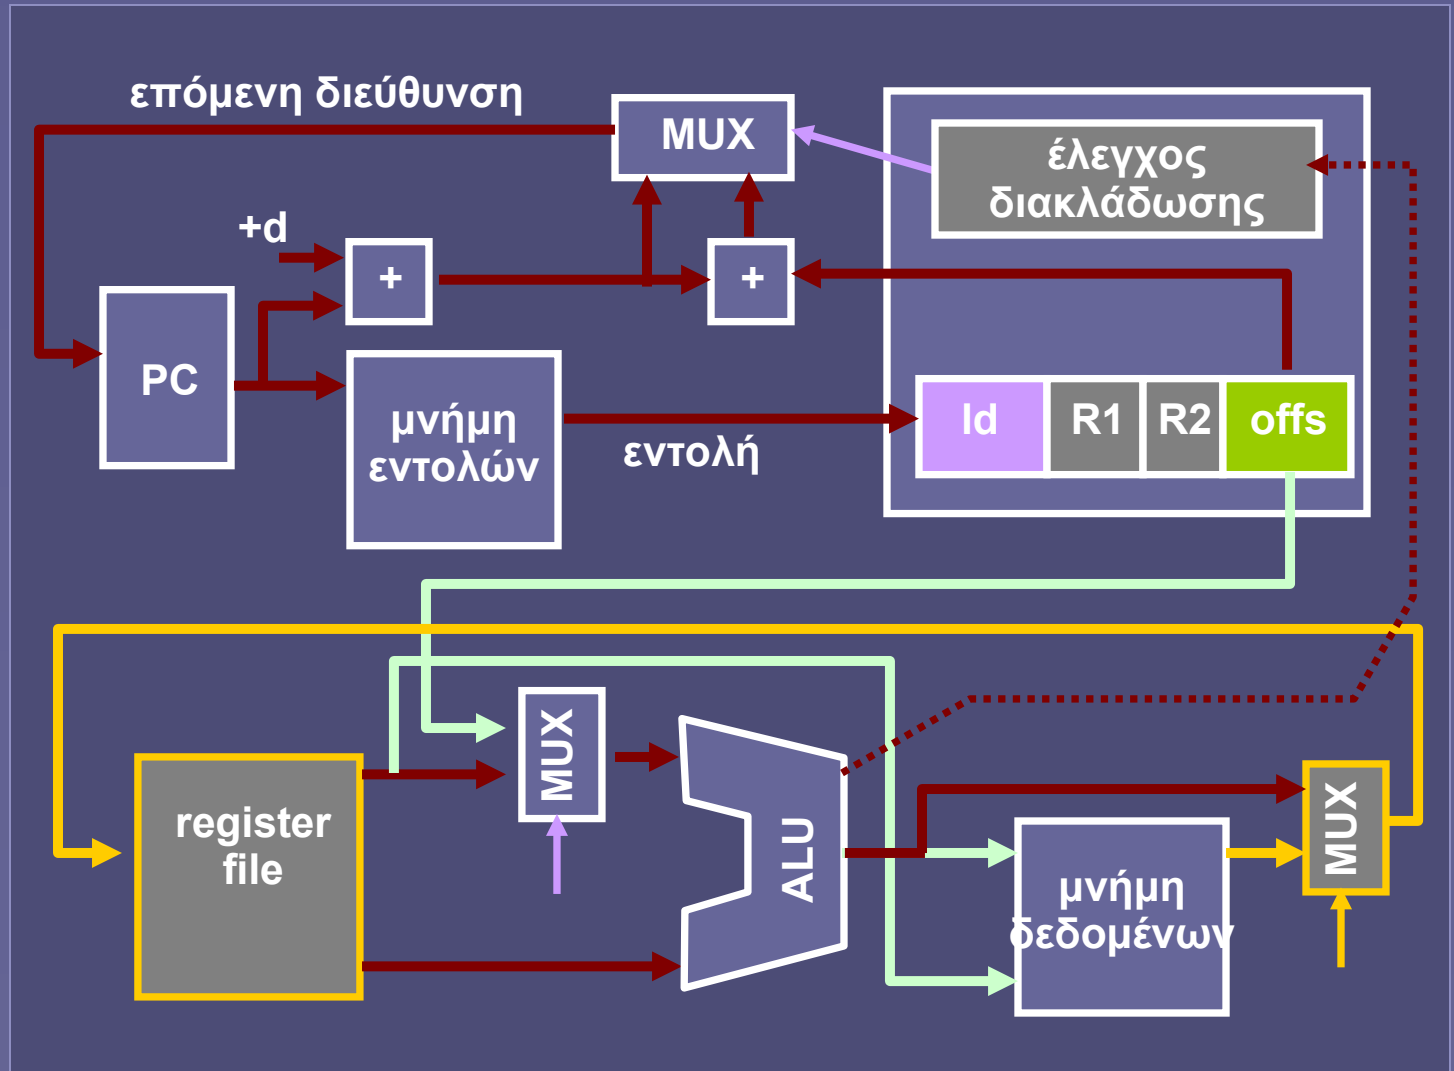 επόμενη διεύθυνση
MUX
έλεγχος
διακλάδωσης
+d
+
+
PC
μνήμη
εντολών
εντολή
ld
R1
R2
offs
MUX
register
file
ALU
μνήμη
δεδομένων
MUX